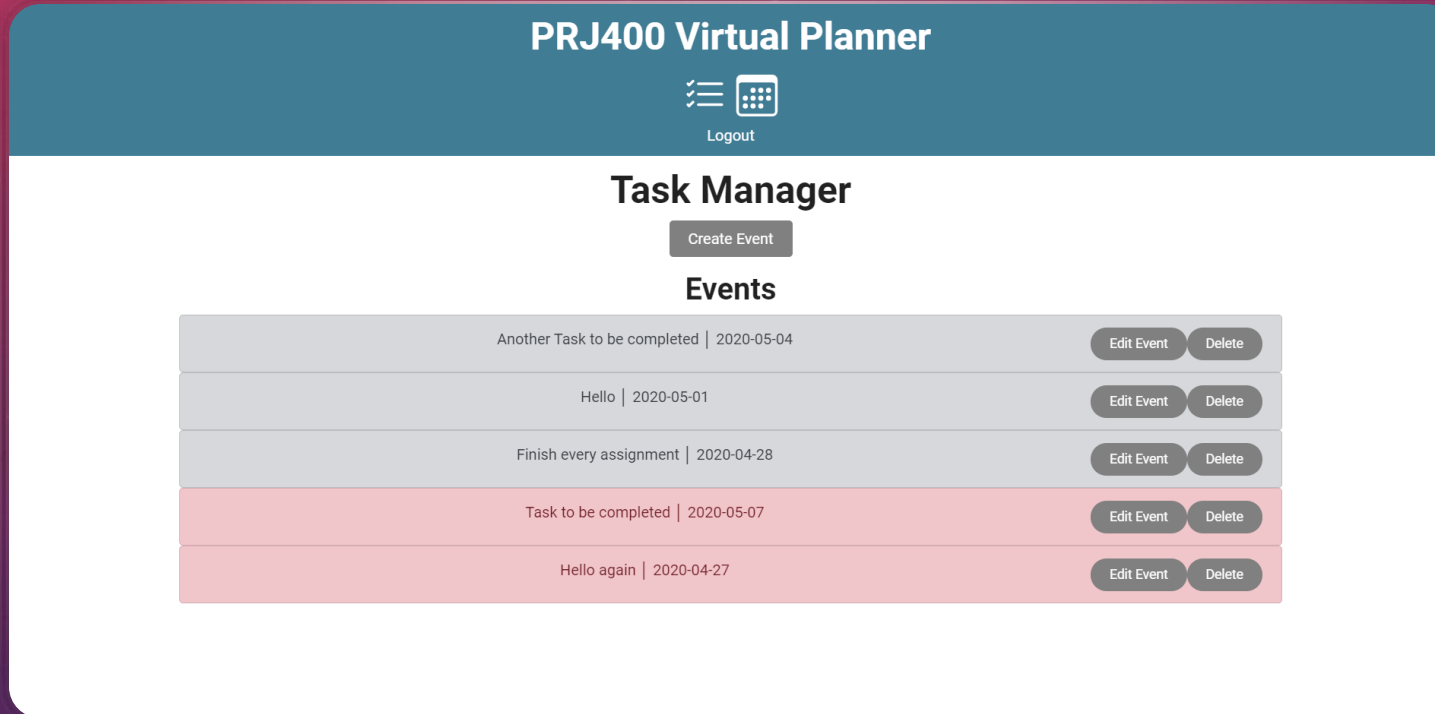 PRJ400 Virtual Planner
Logout
Task Manager
Create Event
Events
Another Task to be completed | 2020-05-04 Edit Event Delete
Hello | 2020-05-01 Edit Event Delete
Finish every assignment | 2020-04-28 Edit Event Delete
Task to be completed | 2020-05-07 Edit Event Delete
Hello again | 2020-04-27 Edit Event Delete